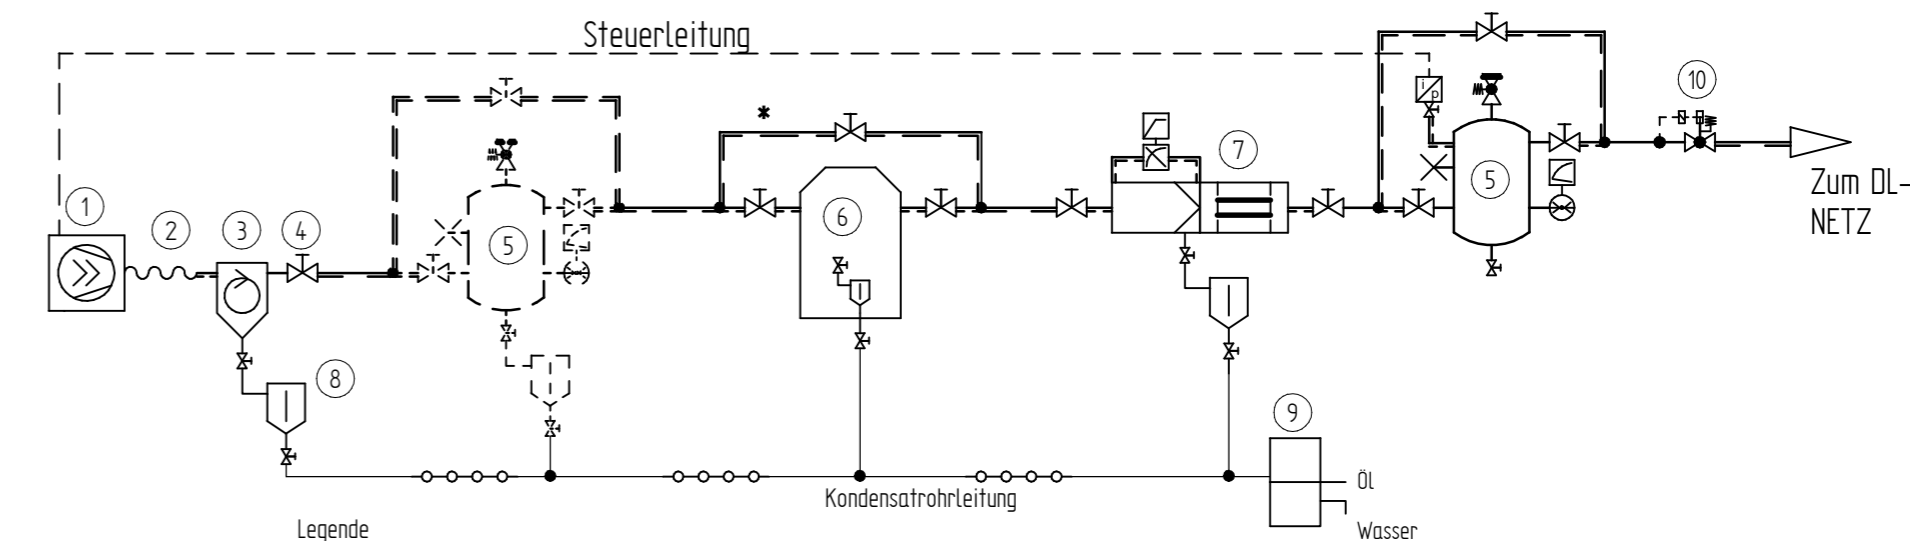 Steuerleitung
*
10
i
p
7
5
Zum DL-
NETZ
1
2
3
4
5
6
8
9
Öl
Kondensatrohrleitung
Legende
Wasser